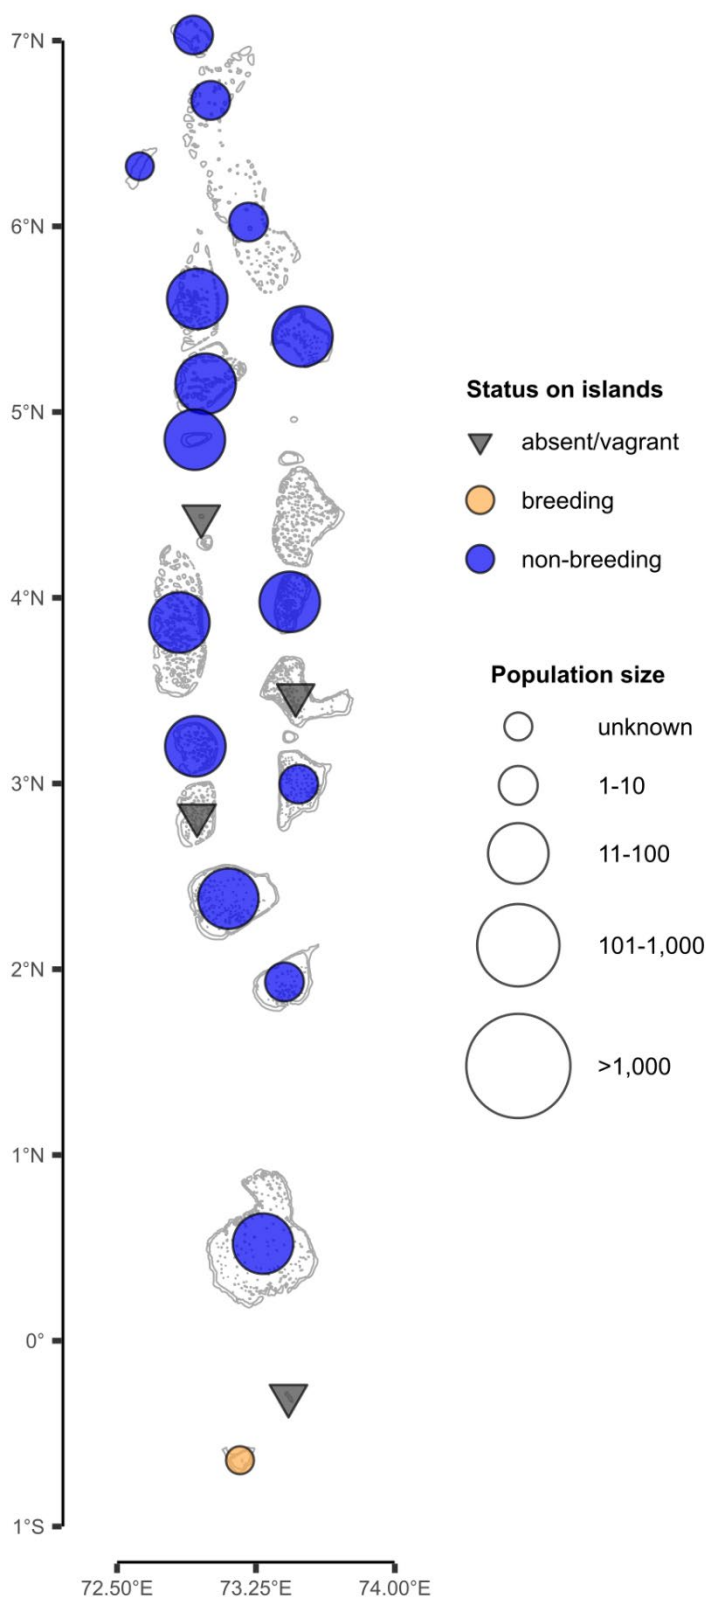 7°N
6°N
5°N
4°N
3°N
2°N
1°N
0°
1°S
72.50°E
73.25°E
74.00°E
Status on islands
absent/vagrant
breeding
non-breeding
Population size
unknown
1-10
11-100
101-1,000
>1,000